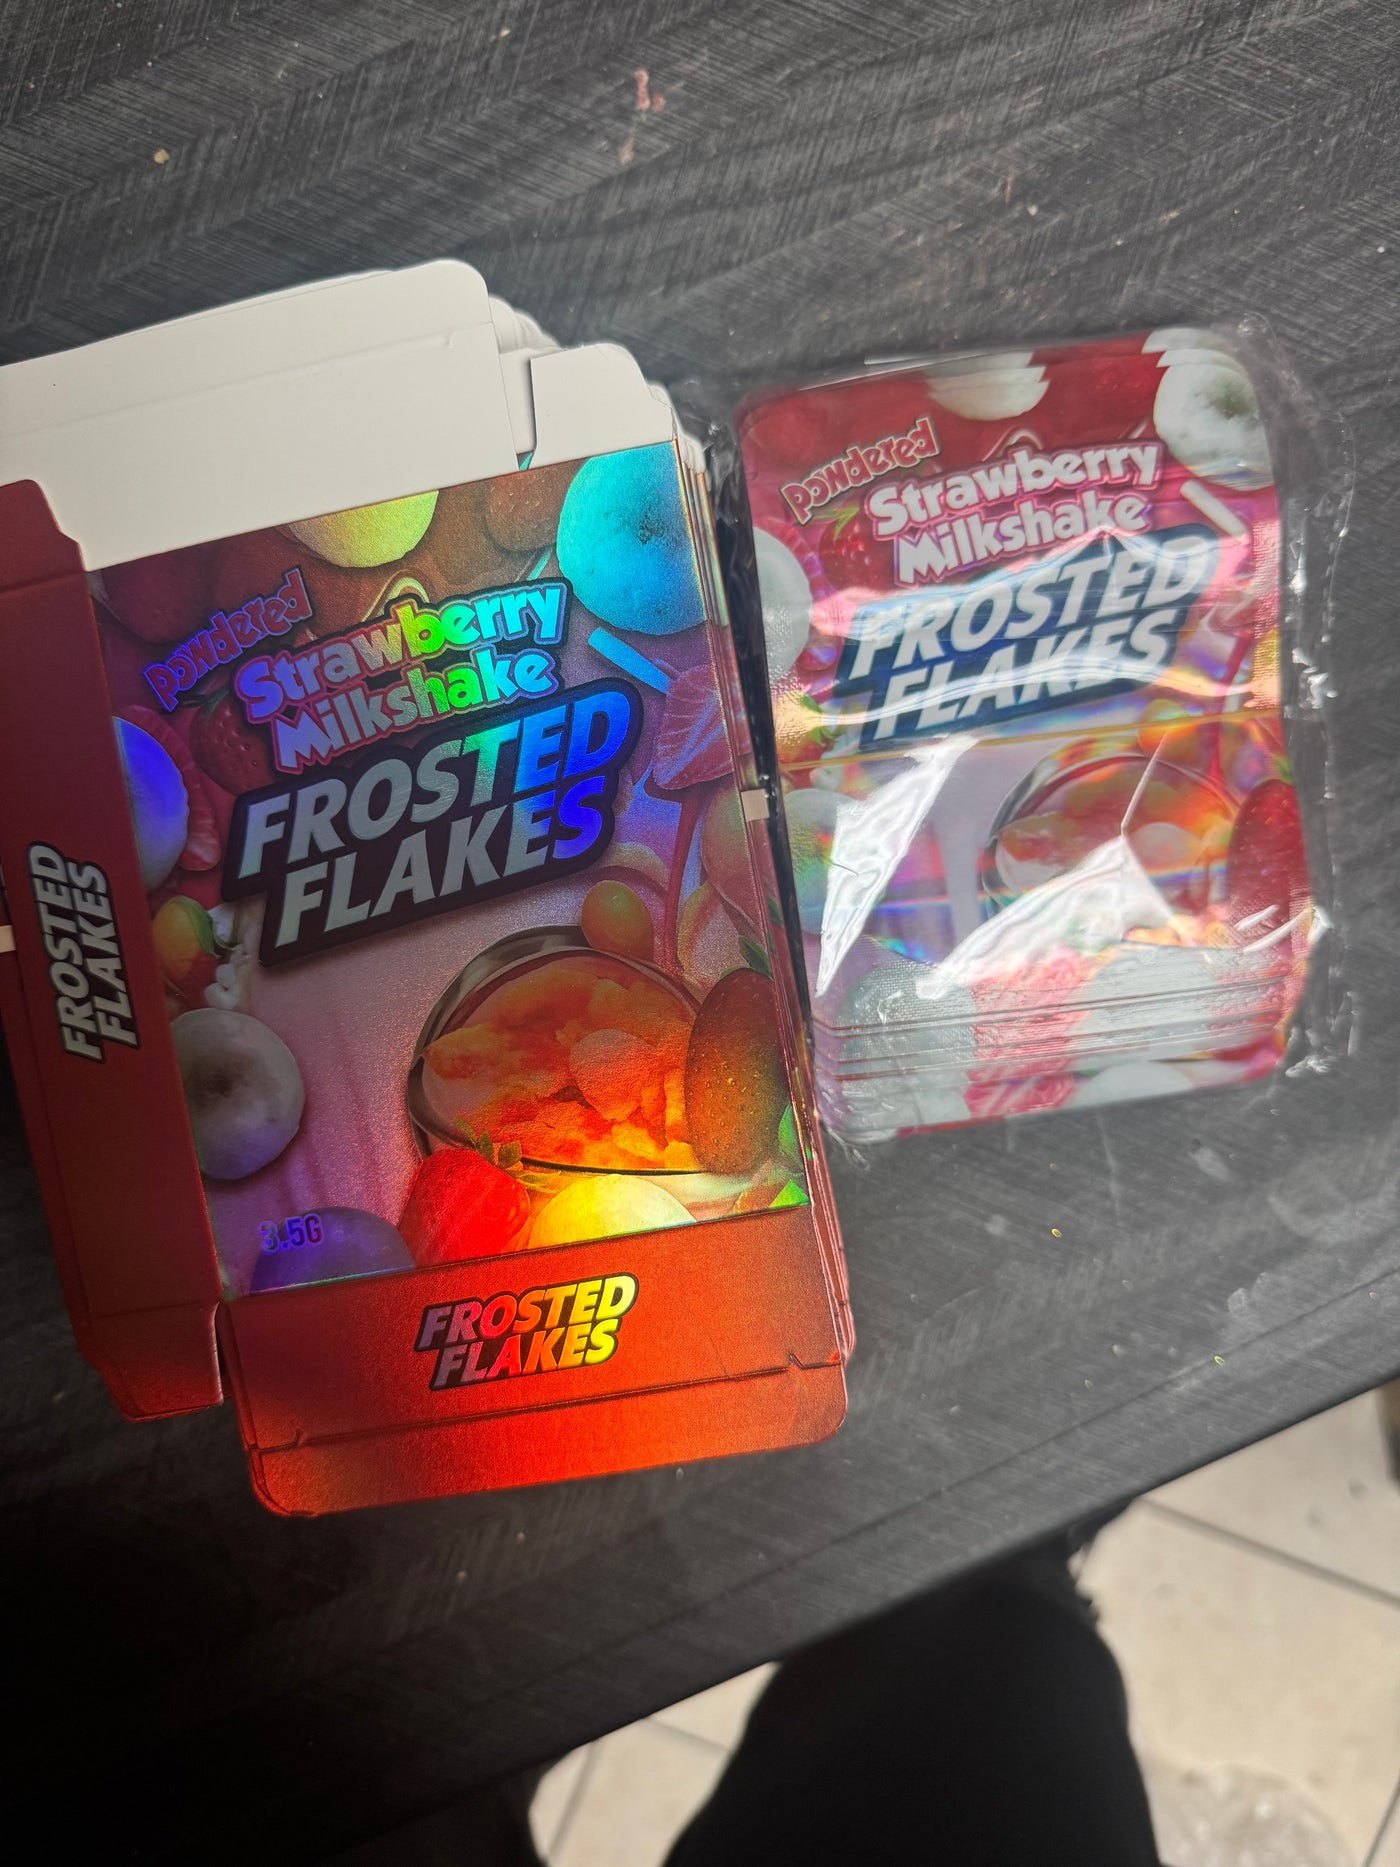 Powdered
Strawberry
Milkshake
FROSTED
FLAKES
3.5G
FROSTED
FLAKES
FROSTED
FLAKES
Powdered
Strawberry
Milkshake
FROSTED
FLAKES